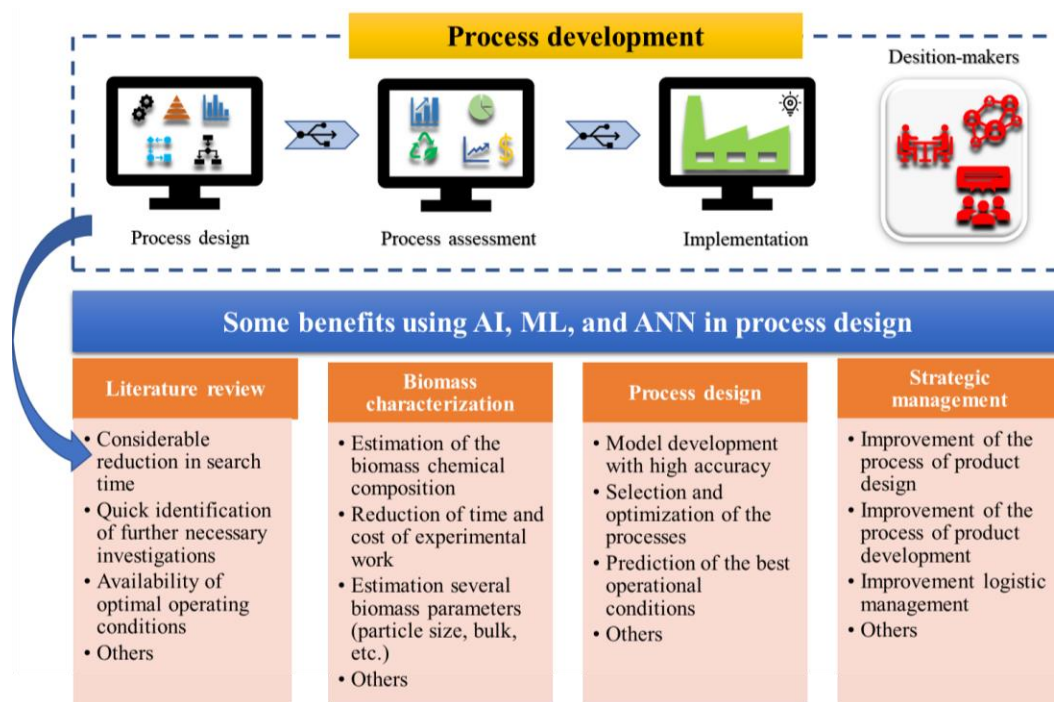 Process development
Desition-makers
Process design
Process assessment
Implementation
Some benefits using AI, ML, and ANN in process design
Literature review
• Considerable
reduction in search
time
• Quick identification
of further necessary
investigations
• Availability of
optimal operating
conditions
• Others
Biomass
characterization
• Estimation of the
biomass chemical
composition
• Reduction of time and
cost of experimental
work
• Estimation several
biomass parameters
(particle size, bulk,
etc.)
• Others
Process design
• Model development
with high accuracy
• Selection and
optimization of the
processes
• Prediction of the best
operational
conditions
• Others
Strategic
management
• Improvement of the
process of product
design
• Improvement of the
process of product
development
• Improvement logistic
management
• Others